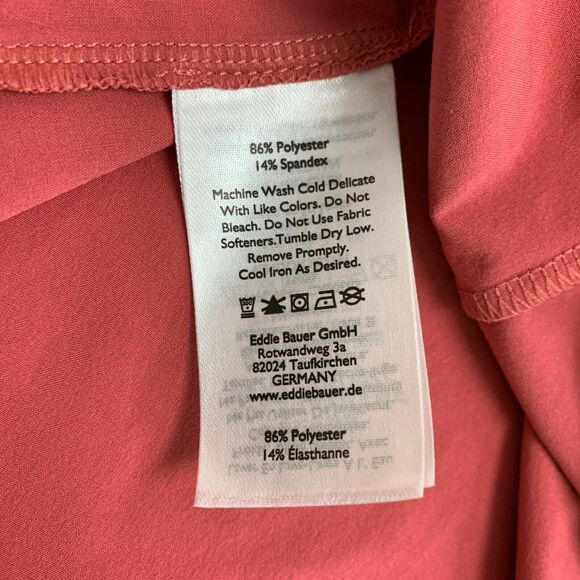 86% Polyester
14% Spandex
Machine Wash Cold Delicate
With Like Colors. Do Not
Bleach. Do Not Use Fabric
Softeners.Tumble Dry Low.
Remove Promptly.
Cool Iron As Desired.
Eddie Bauer GmbH
Rotwandweg 3a
82024 Taufkirchen
GERMANY
www.eddiebauer.de
86% Polyester
14% Élasthanne